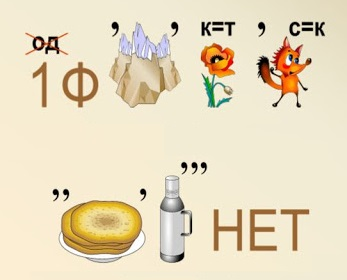 од , , к=т , с=к
1Ф
,, , ,,,
НЕТ